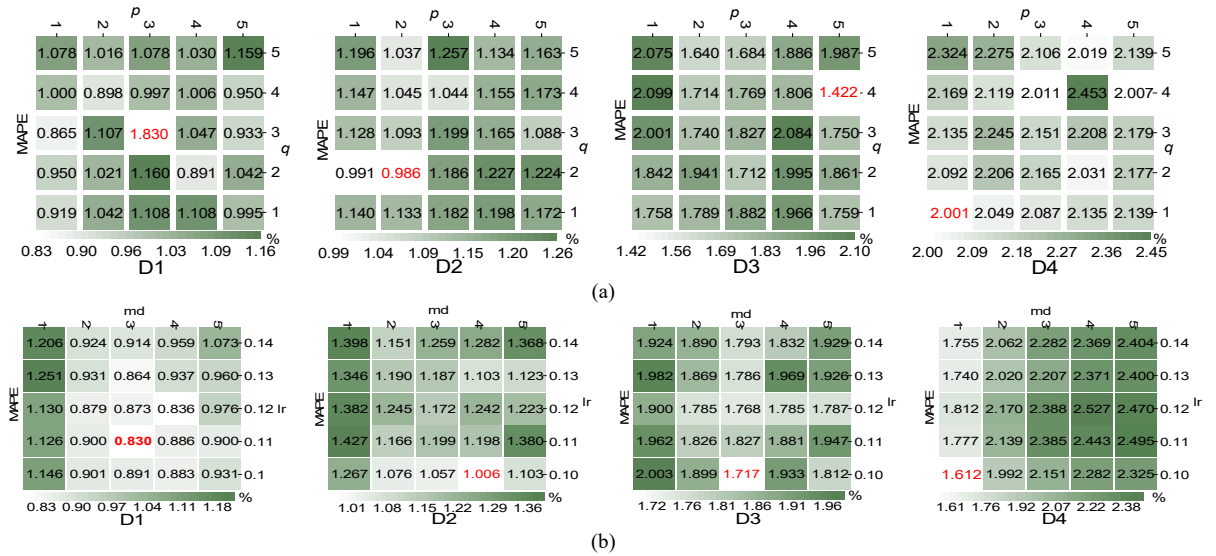 p p p p
1 2 3 4 5 1 2 3 4 5 1 2 3 4 5 1 2 3 4 5
1.078 1.016 1.078 1.030 1.159 5 1.196 1.037 1.257 1.134 1.163 5 2.075 1.640 1.684 1.886 1.987 5 2.324 2.275 2.106 2.019 2.139 5
1.000 0.898 0.997 1.006 0.950 4 1.147 1.045 1.044 1.155 1.173 4 2.099 1.714 1.769 1.806 1.422 4 2.169 2.119 2.011 2.453 2.007 4
MAPE 0.865 1.107 1.830 1.047 0.933 3 q MAPE 1.128 1.093 1.199 1.165 1.088 3 q MAPE 2.001 1.740 1.827 2.084 1.750 3 q MAPE 2.135 2.245 2.151 2.208 2.179 3 q
0.950 1.021 1.160 0.891 1.042 2 0.991 0.986 1.186 1.227 1.224 2 1.842 1.941 1.712 1.995 1.861 2 2.092 2.206 2.165 2.031 2.177 2
0.919 1.042 1.108 1.108 0.995 1 1.140 1.133 1.182 1.198 1.172 1 1.758 1.789 1.882 1.966 1.759 1 2.001 2.049 2.087 2.135 2.139 1
% % % %
0.83 0.90 0.96 1.03 1.09 1.16 0.99 1.04 1.09 1.15 1.20 1.26 1.42 1.56 1.69 1.83 1.96 2.10 2.00 2.09 2.18 2.27 2.36 2.45
D1 D2 D3 D4
(a)
md md md md
1 2 3 4 5 1 2 3 4 5 1 2 3 4 5 1 2 3 4 5
1.206 0.924 0.914 0.959 1.073 0.14 1.398 1.151 1.259 1.282 1.368 0.14 1.924 1.890 1.793 1.832 1.929 0.14 1.755 2.062 2.282 2.369 2.404 0.14
1.251 0.931 0.864 0.937 0.960 0.13 1.346 1.190 1.187 1.103 1.123 0.13 1.982 1.869 1.786 1.969 1.926 0.13 1.740 2.020 2.207 2.371 2.400 0.13
MAPE 1.130 0.879 0.873 0.836 0.976 0.12 lr MAPE 1.382 1.245 1.172 1.242 1.223 0.12 lr MAPE 1.900 1.785 1.768 1.785 1.787 0.12 lr MAPE 1.812 2.170 2.388 2.527 2.470 0.12 lr
1.126 0.900 0.830 0.886 0.900 0.11 1.427 1.166 1.199 1.198 1.380 0.11 1.962 1.826 1.827 1.881 1.947 0.11 1.777 2.139 2.385 2.443 2.495 0.11
1.146 0.901 0.891 0.883 0.931 0.1 1.267 1.076 1.057 1.006 1.103 0.10 2.003 1.899 1.717 1.933 1.812 0.10 1.612 1.992 2.151 2.282 2.325 0.10
% % % %
0.83 0.90 0.97 1.04 1.11 1.18 1.01 1.08 1.15 1.22 1.29 1.36 1.72 1.76 1.81 1.86 1.91 1.96 1.61 1.76 1.92 2.07 2.22 2.38
D1 D2 D3 D4
(b)